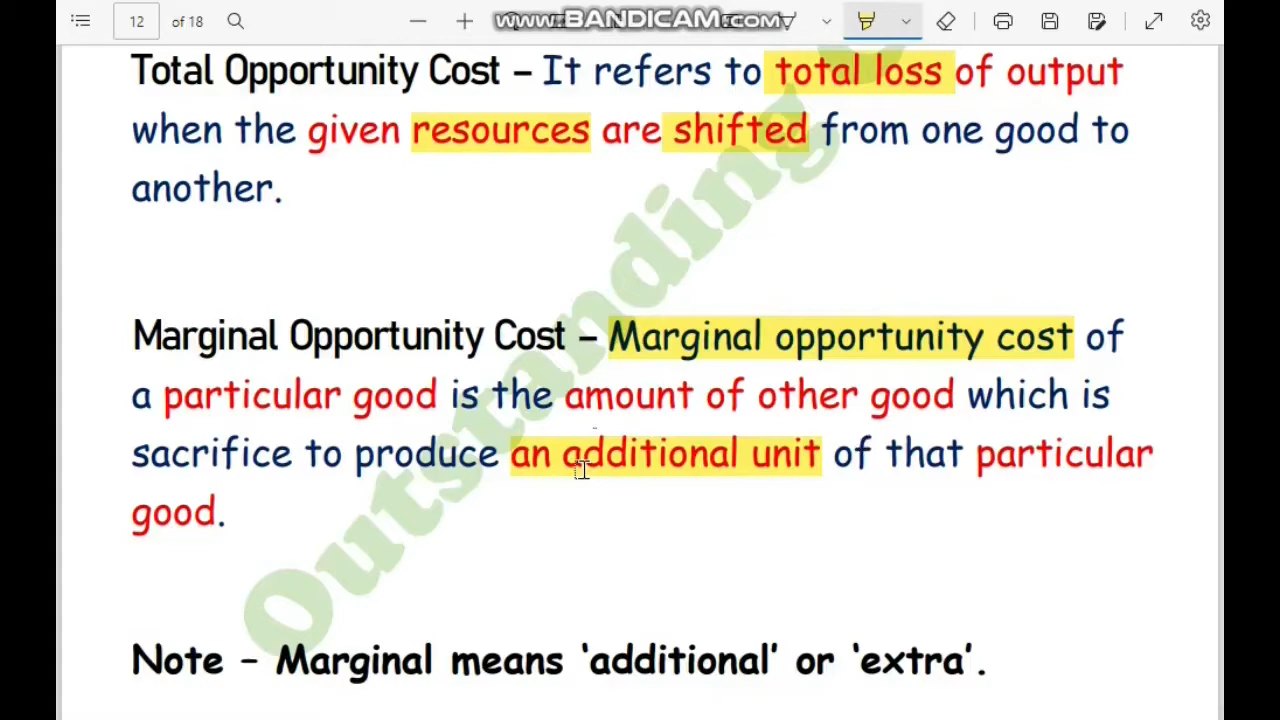 12 of 18
www.BANDICAM.com
Total Opportunity Cost – It refers to total loss of output
when the given resources are shifted from one good to
another.
Marginal Opportunity Cost – Marginal opportunity cost of
a particular good is the amount of other good which is
sacrifice to produce an additional unit of that particular
good.
Note – Marginal means ‘additional’ or ‘extra’.
Outstanding